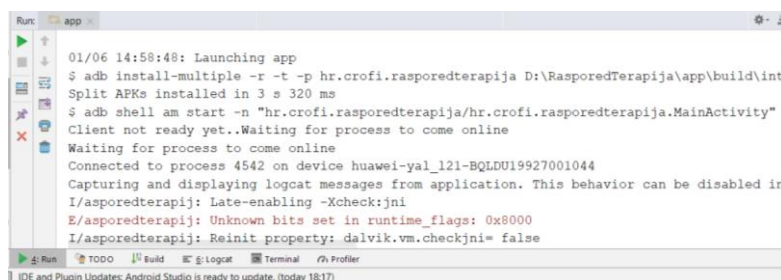 Run: app
01/06 14:58:48: Launching app
$ adb install-multiple -r -t -p hr.crofi.rasporedterapija D:\RasporedTerapija\app\build\int
Split APKs installed in 3 s 320 ms
$ adb shell am start -n "hr.crofi.rasporedterapija/hr.crofi.rasporedterapija.MainActivity"
Client not ready yet..Waiting for process to come online
Waiting for process to come online
Connected to process 4542 on device huawei-yal_l21-BQLDU19927001044
Capturing and displaying logcat messages from application. This behavior can be disabled in
I/asporedterapij: Late-enabling -Xcheck:jni
E/asporedterapij: Unknown bits set in runtime_flags: 0x8000
I/asporedterapij: Reinit property: dalvik.vm.checkjni= false
4: Run TODO Build 6: Logcat Terminal Profiler
IDE and Plugin Updates: Android Studio is ready to update. (today 18:17)